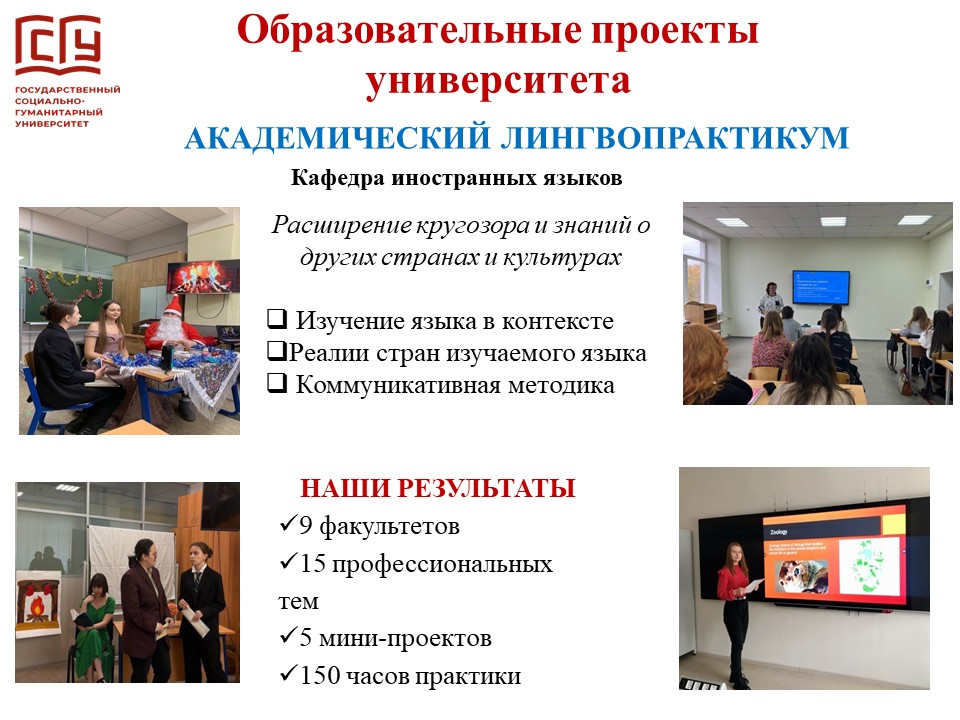 ГСГУ
ГОСУДАРСТВЕННЫЙ
СОЦИАЛЬНО-
ГУМАНИТАРНЫЙ
УНИВЕРСИТЕТ
Образовательные проекты
университета
АКАДЕМИЧЕСКИЙ ЛИНГВОПРАКТИКУМ
Кафедра иностранных языков
Расширение кругозора и знаний о
других странах и культурах
Изучение языка в контексте
Реалии стран изучаемого языка
Коммуникативная методика
НАШИ РЕЗУЛЬТАТЫ
9 факультетов
15 профессиональных
тем
5 мини-проектов
150 часов практики
Zoology